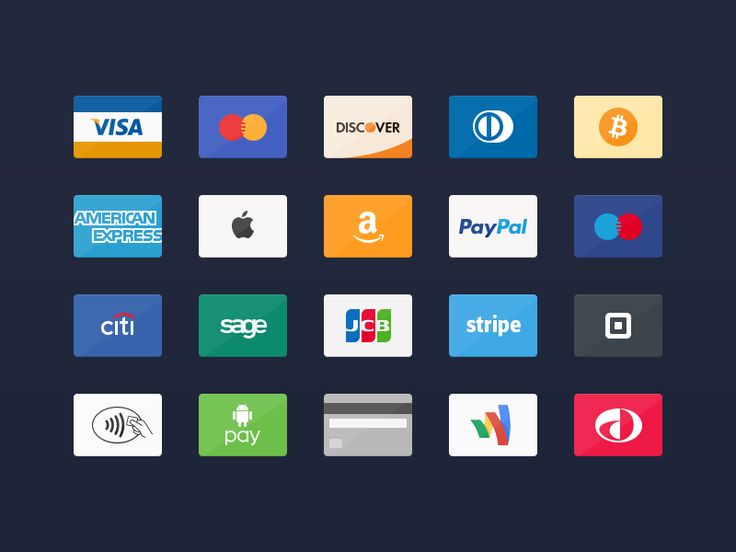 VISA
DISCOVER
AMERICAN
EXPRESS
a
PayPal
citi
sage
JCB
stripe
pay